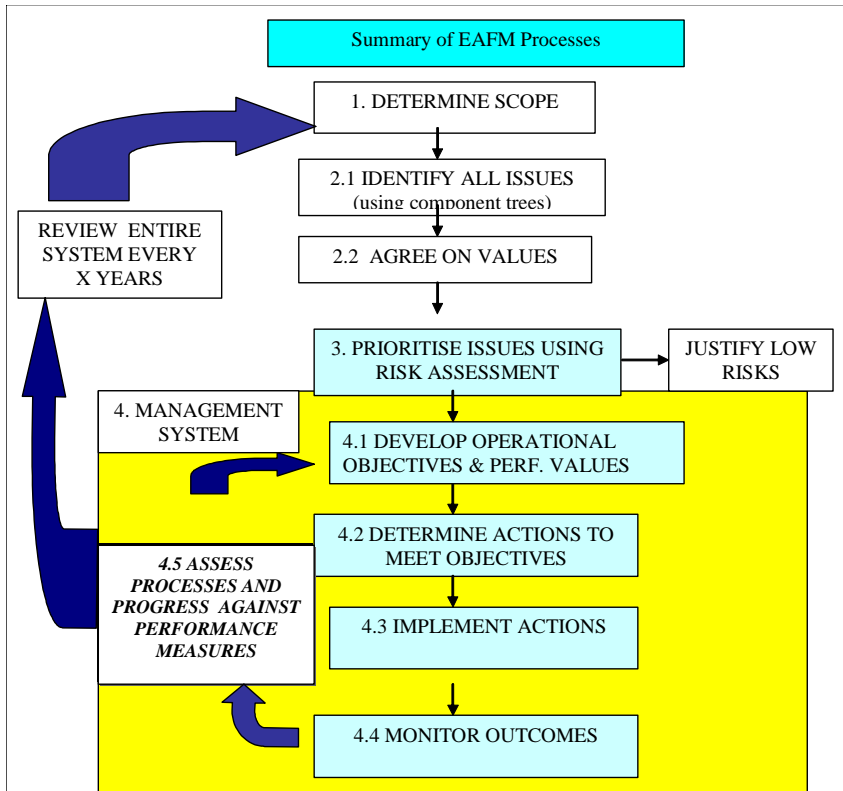 Summary of EAFM Processes
1. DETERMINE SCOPE
2.1 IDENTIFY ALL ISSUES
(using component trees)
REVIEW ENTIRE
SYSTEM EVERY
X YEARS
2.2 AGREE ON VALUES
3. PRIORITISE ISSUES USING
RISK ASSESSMENT
JUSTIFY LOW
RISKS
4. MANAGEMENT
SYSTEM
4.1 DEVELOP OPERATIONAL
OBJECTIVES & PERF. VALUES
4.2 DETERMINE ACTIONS TO
MEET OBJECTIVES
4.5 ASSESS
PROCESSES AND
PROGRESS AGAINST
PERFORMANCE
MEASURES
4.3 IMPLEMENT ACTIONS
4.4 MONITOR OUTCOMES